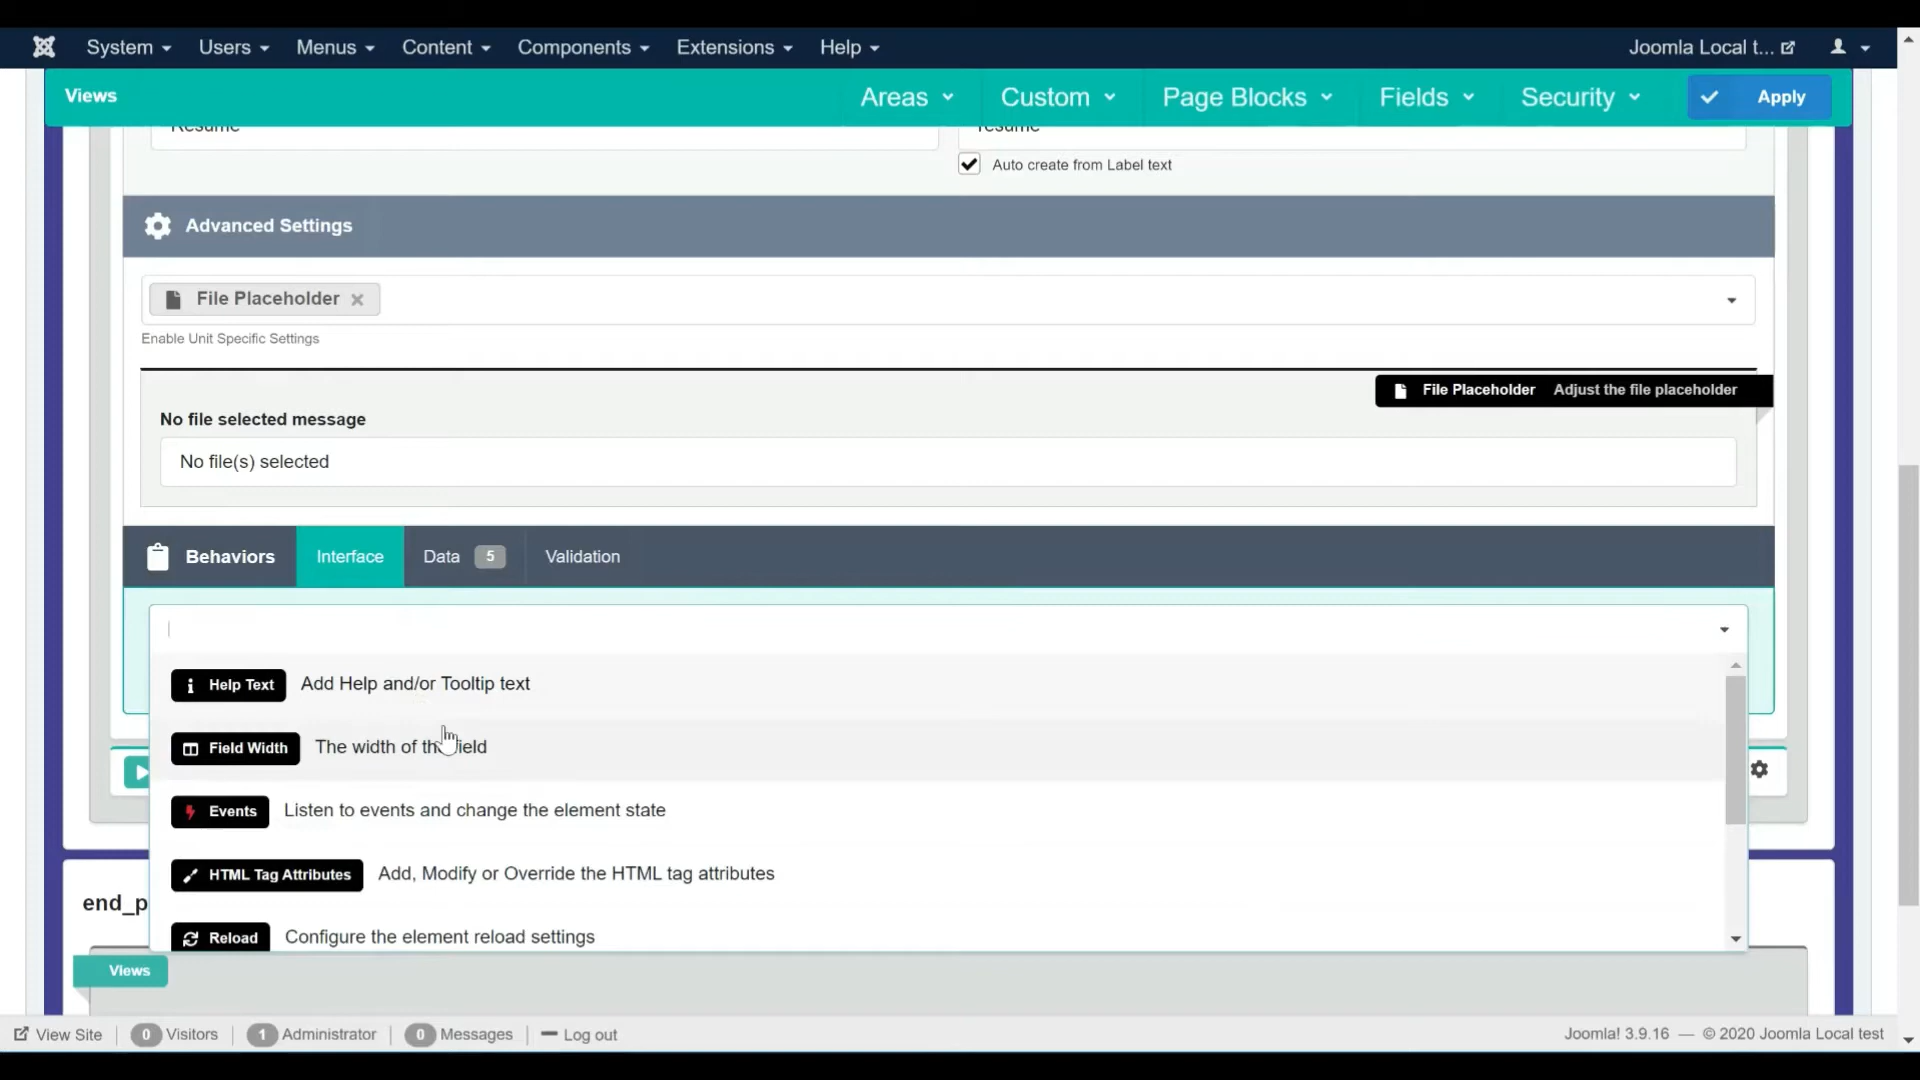 System Users Menus Content Components Extensions Help Joomla Local t...
Views Areas Custom Page Blocks Fields Security Apply
Resume resume
Auto create from Label text
Advanced Settings
File Placeholder
Enable Unit Specific Settings
File Placeholder Adjust the file placeholder
No file selected message
No file(s) selected
Behaviors Interface Data 5 Validation
Help Text Add Help and/or Tooltip text
Field Width The width of the field
Events Listen to events and change the element state
HTML Tag Attributes Add, Modify or Override the HTML tag attributes
end_p
Reload Configure the element reload settings
Views
View Site 0 Visitors 1 Administrator 0 Messages Log out Joomla! 3.9.16 — © 2020 Joomla Local test